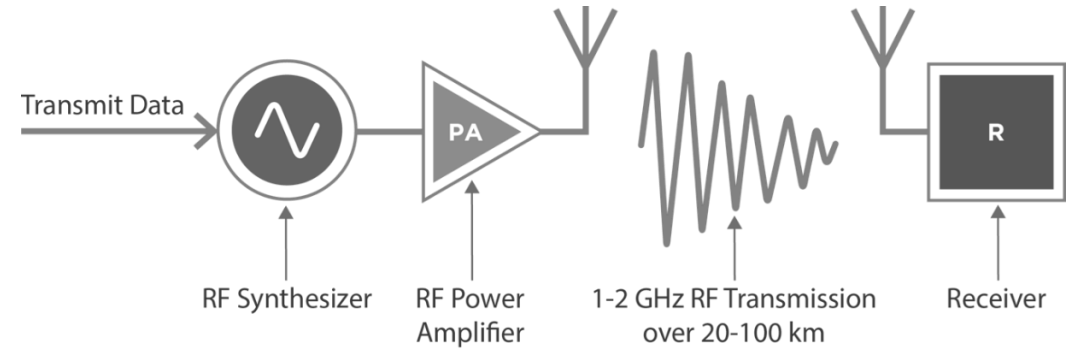 Transmit Data
PA
R
RF Synthesizer
RF Power
Amplifier
1-2 GHz RF Transmission
over 20-100 km
Receiver